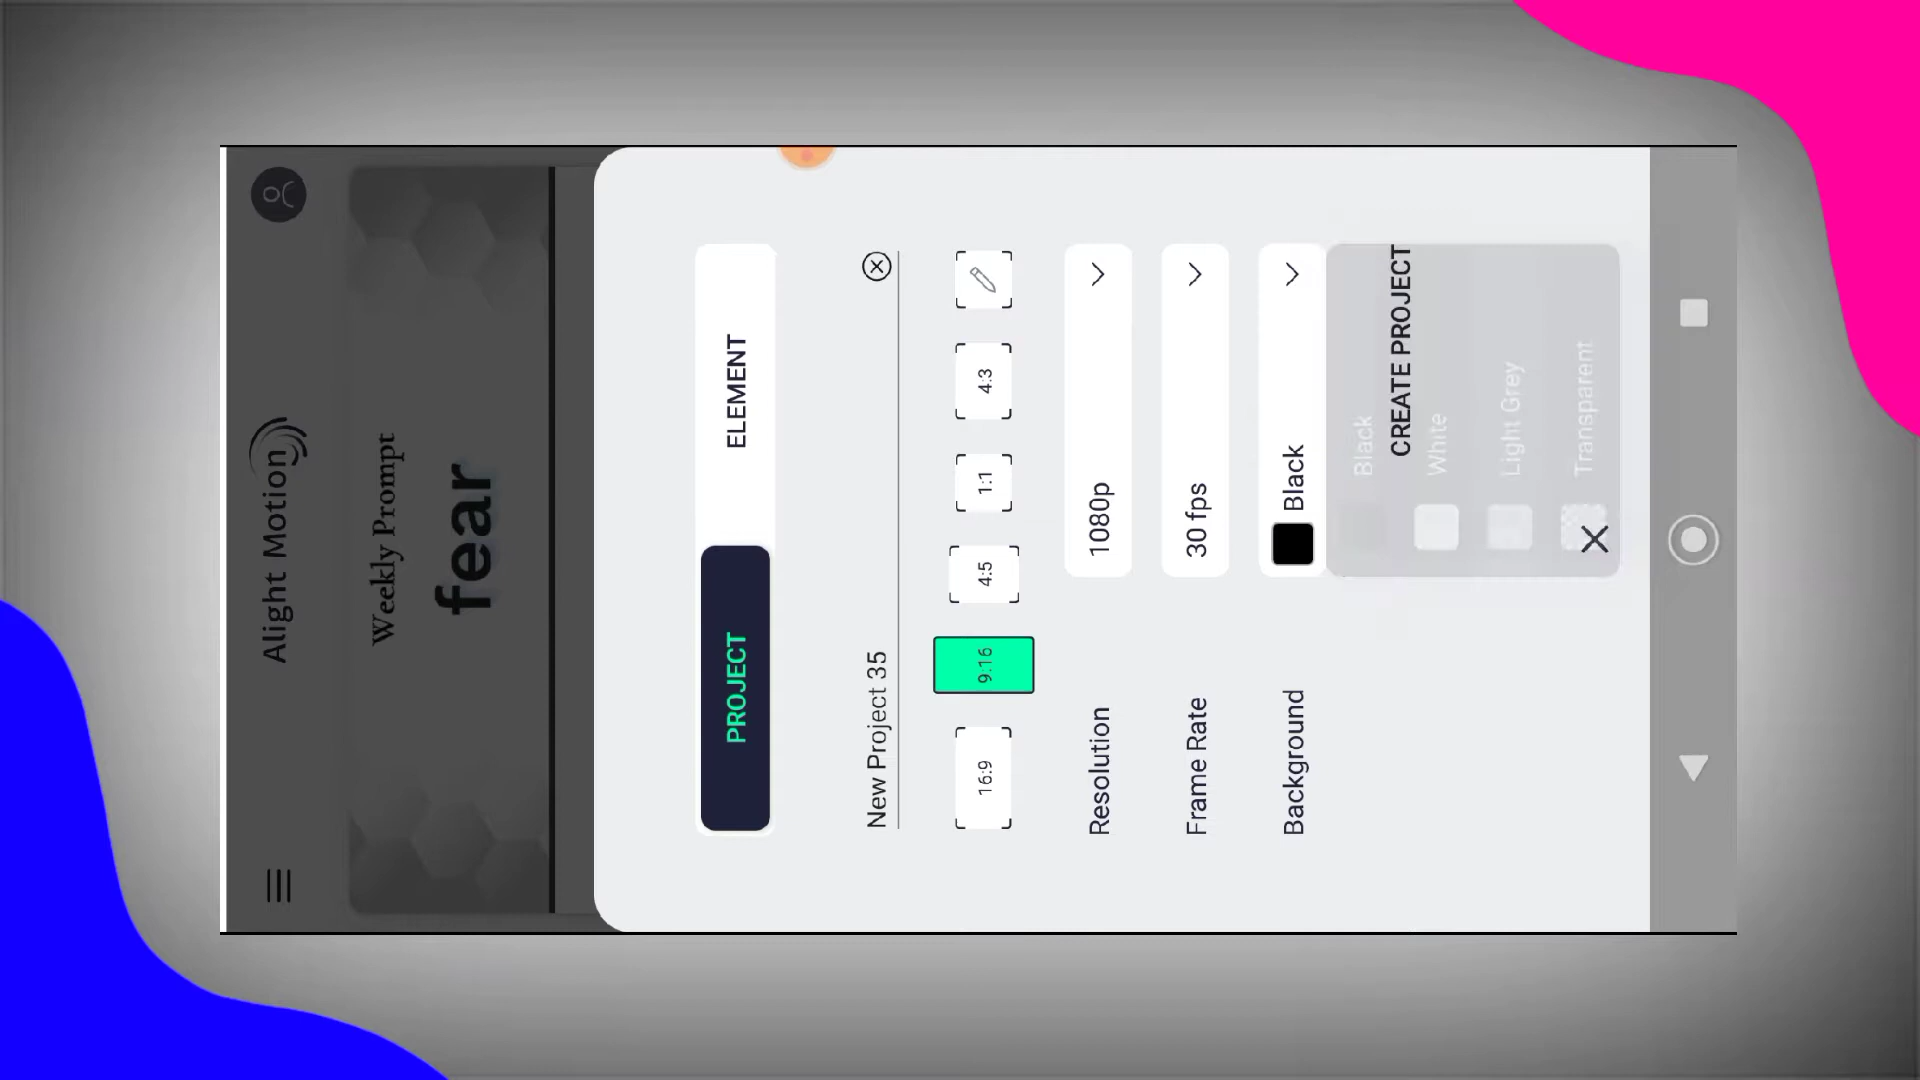 Alight Motion
Weekly Prompt
fear
PROJECT
ELEMENT
New Project 35
16:9
9:16
4:5
1:1
4:3
Resolution
1080p
Frame Rate
30 fps
Background
Black
Black
CREATE PROJECT
White
Light Grey
Transparent